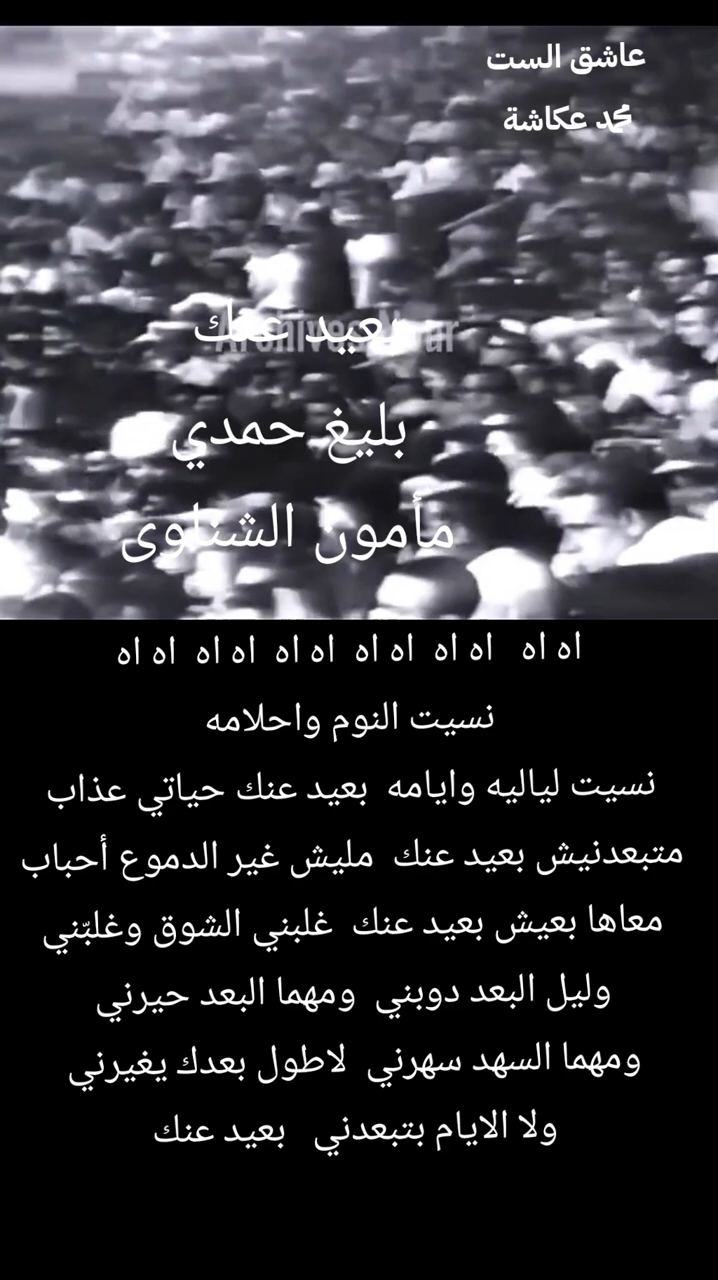 عاشق الست
محمد عكاشة
بعيد عنك
Archives Nour
بليغ حمدي
مأمون الشناوى
اه اه اه اه اه اه اه اه اه اه اه اه
نسيت النوم واحلامه
نسيت لياليه وايامه بعيد عنك حياتي عذاب
متبعدنيش بعيد عنك مليش غير الدموع أحباب
معاها بعيش بعيد عنك غلبني الشوق وغلبّني
وليل البعد دوبني ومهما البعد حيرني
ومهما السهد سهرني لاطول بعدك يغيرني
ولا الايام بتبعدني بعيد عنك